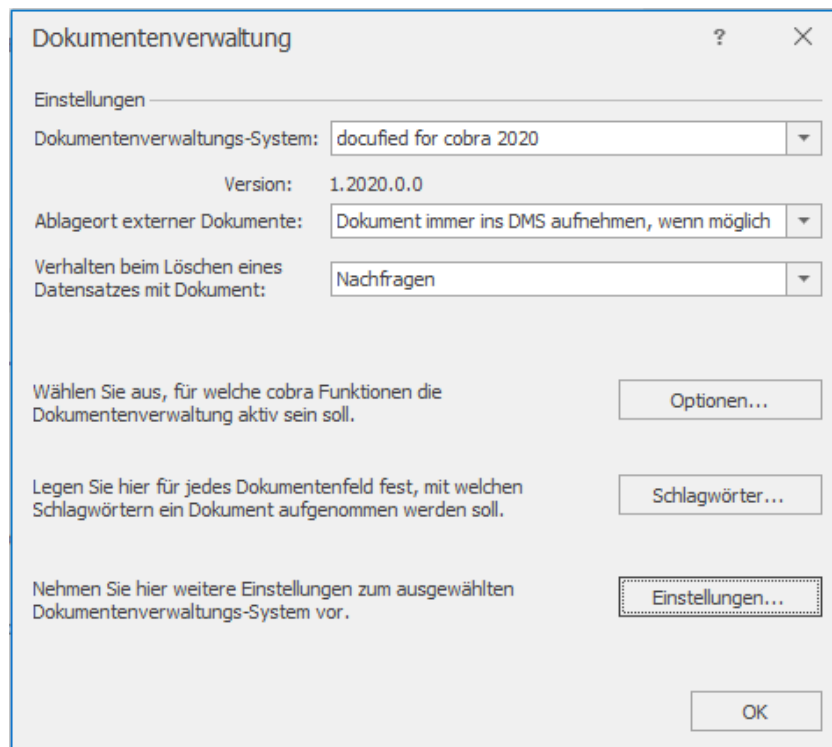 Dokumentenverwaltung ?
Einstellungen
Dokumentenverwaltungs-System: docufied for cobra 2020
Version: 1.2020.0.0
Ablageort externer Dokumente: Dokument immer ins DMS aufnehmen, wenn möglich
Verhalten beim Löschen eines
Datensatzes mit Dokument:
Nachfragen
Wählen Sie aus, für welche cobra Funktionen die
Dokumentenverwaltung aktiv sein soll.
Optionen...
Legen Sie hier für jedes Dokumentenfeld fest, mit welchen
Schlagwörtern ein Dokument aufgenommen werden soll.
Schlagwörter...
Nehmen Sie hier weitere Einstellungen zum ausgewählten
Dokumentenverwaltungs-System vor.
Einstellungen...
OK